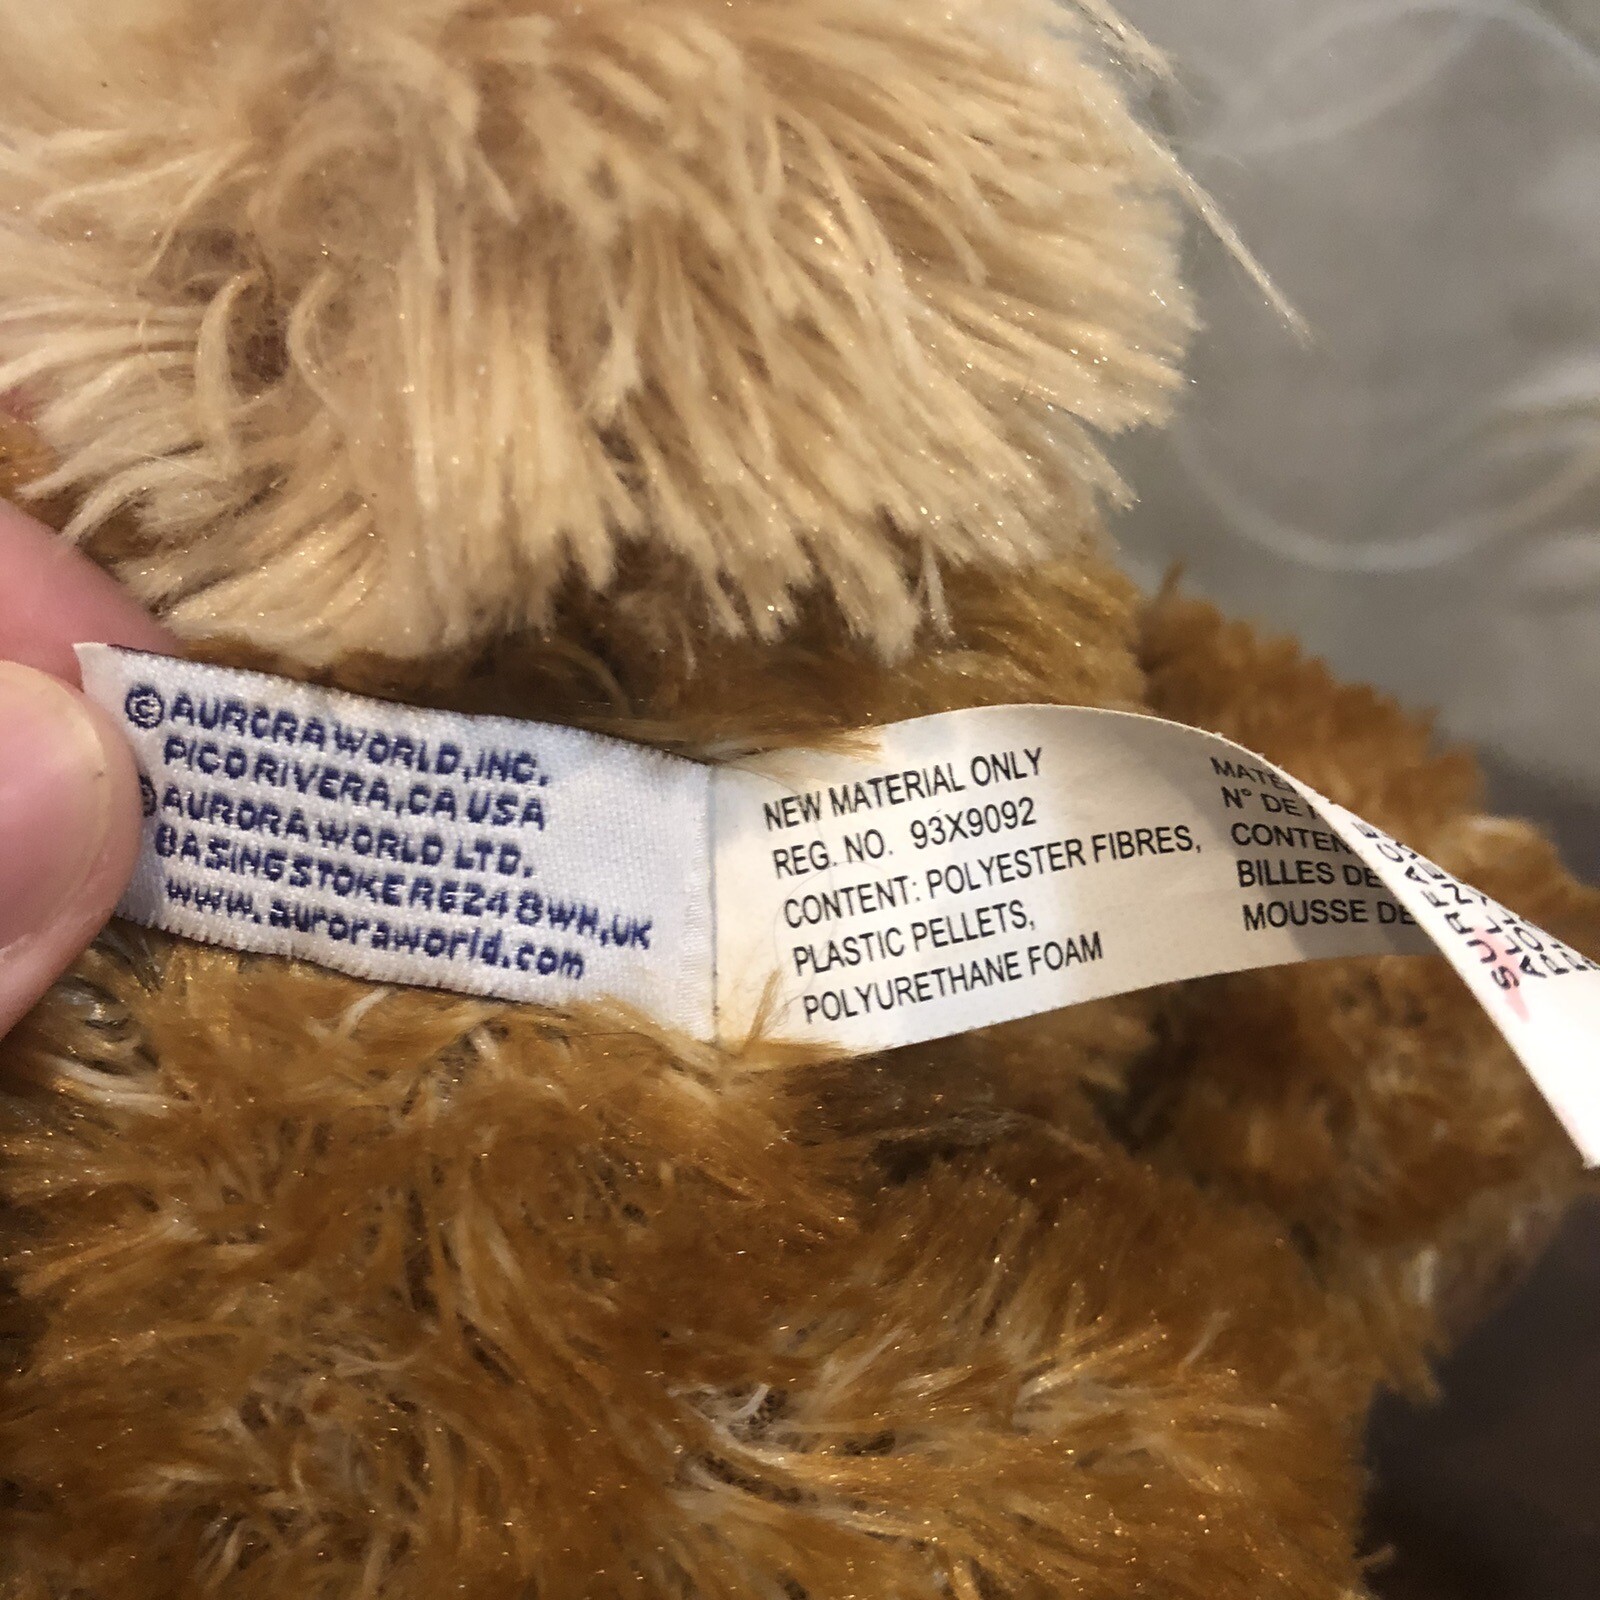 ©AURORA WORLD, INC.
PICO RIVERA, CA USA
©AURORA WORLD LTD.
BASINGSTOKE RG24 8WH, UK
www.auroraworld.com
NEW MATERIAL ONLY
REG. NO. 93X9092
CONTENT: POLYESTER FIBRES,
PLASTIC PELLETS,
POLYURETHANE FOAM
N° DE
BILLES DE
MOUSSE DE